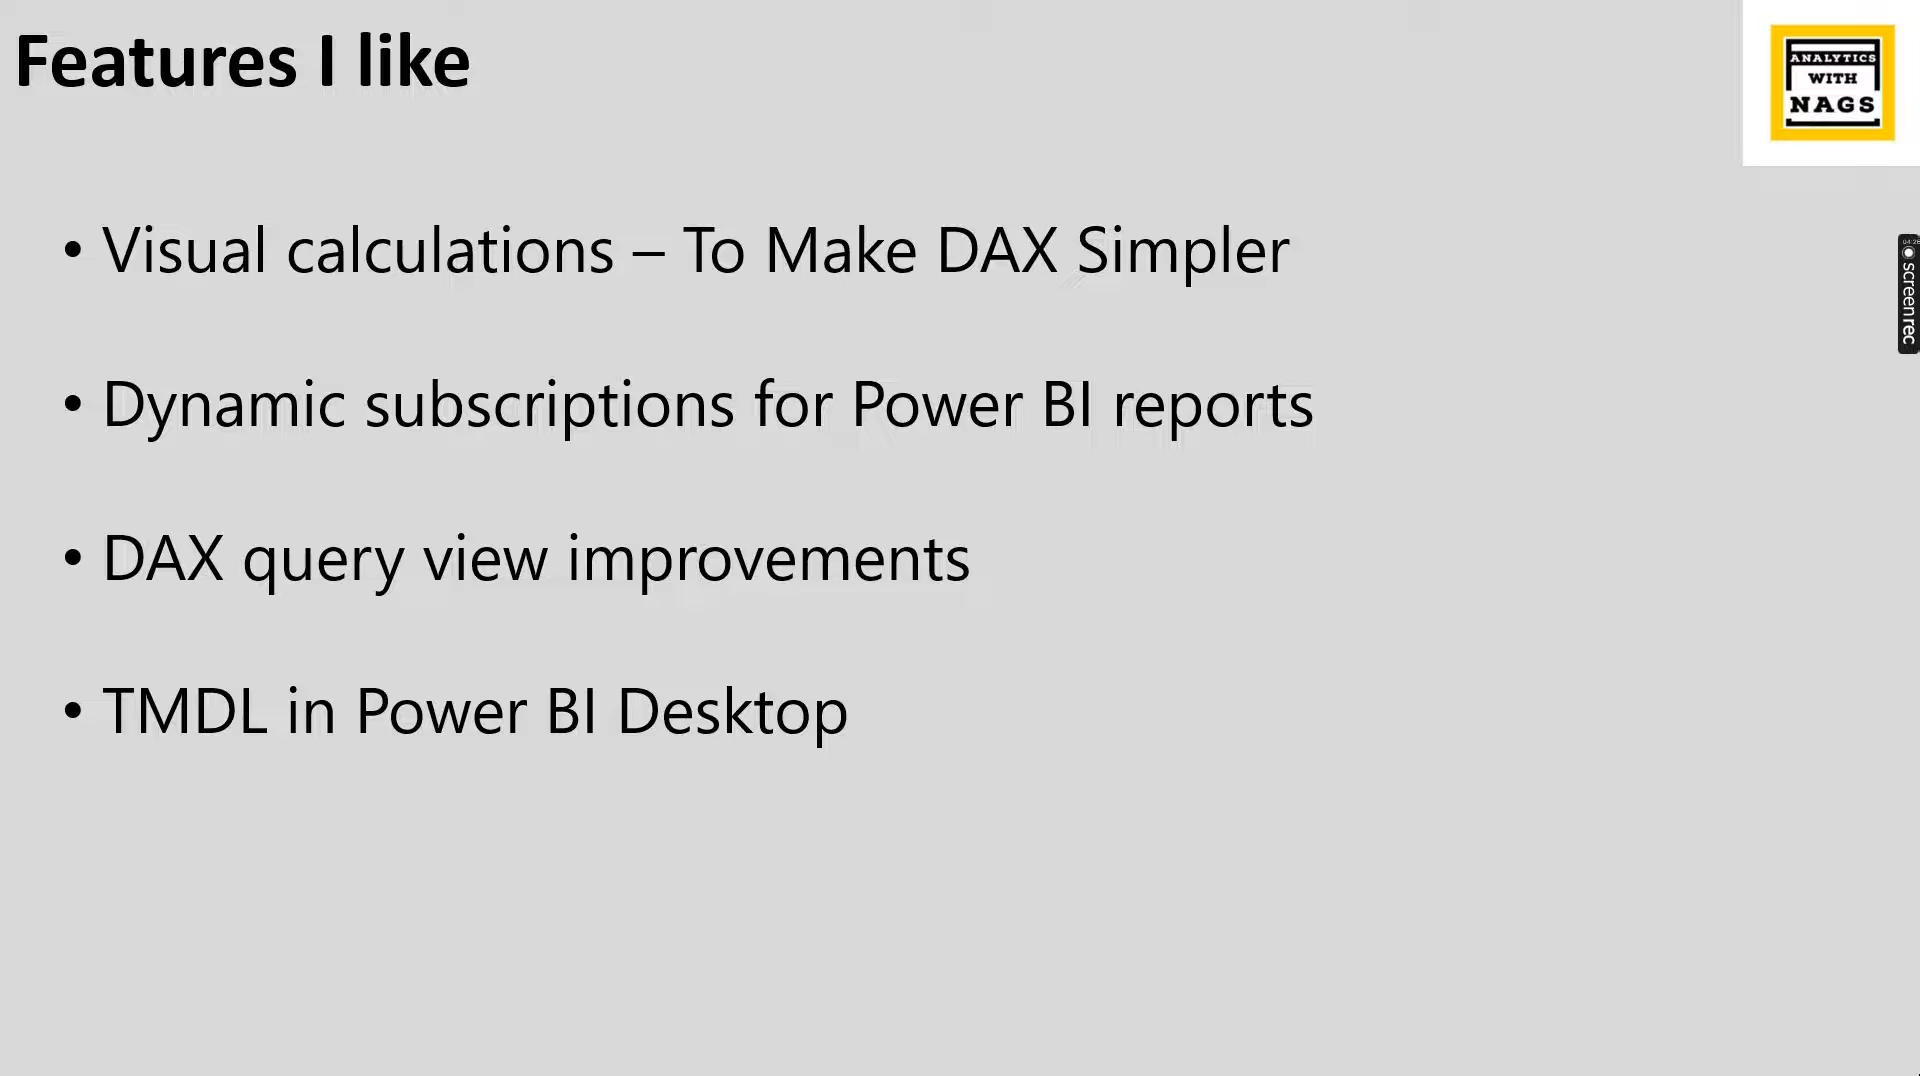 Features I like
ANALYTICS
WITH
NAGS
• Visual calculations – To Make DAX Simpler
• Dynamic subscriptions for Power BI reports
• DAX query view improvements
• TMDL in Power BI Desktop
screenrec